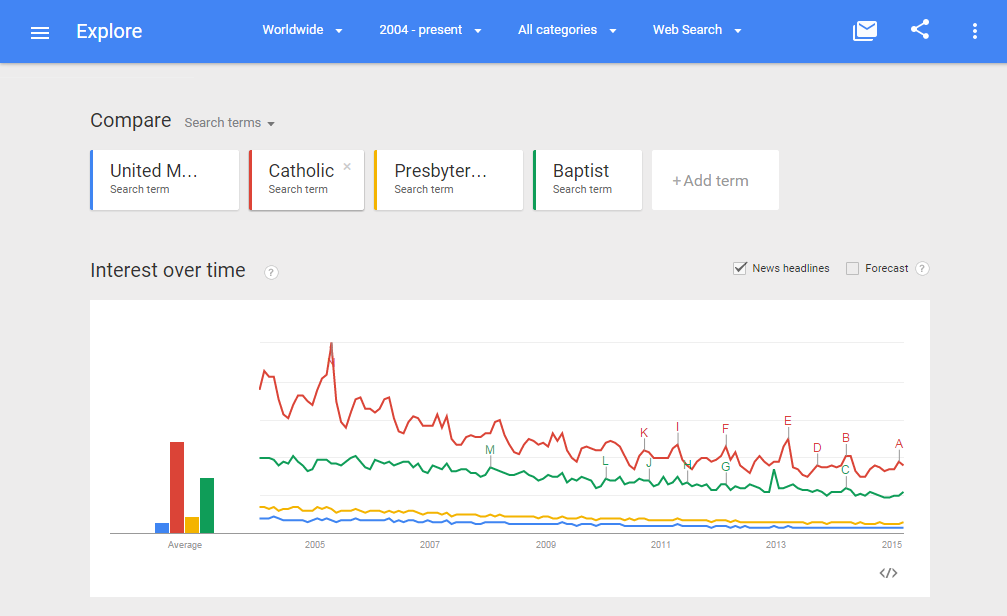 Explore Worldwide 2004 - present All categories Web Search
Compare Search terms
United M... Catholic × Presbyter... Baptist +Add term
Search term Search term Search term Search term
Interest over time ? News headlines Forecast ?
E
K I F D B A
M L J H G C
Average 2005 2007 2009 2011 2013 2015
</>